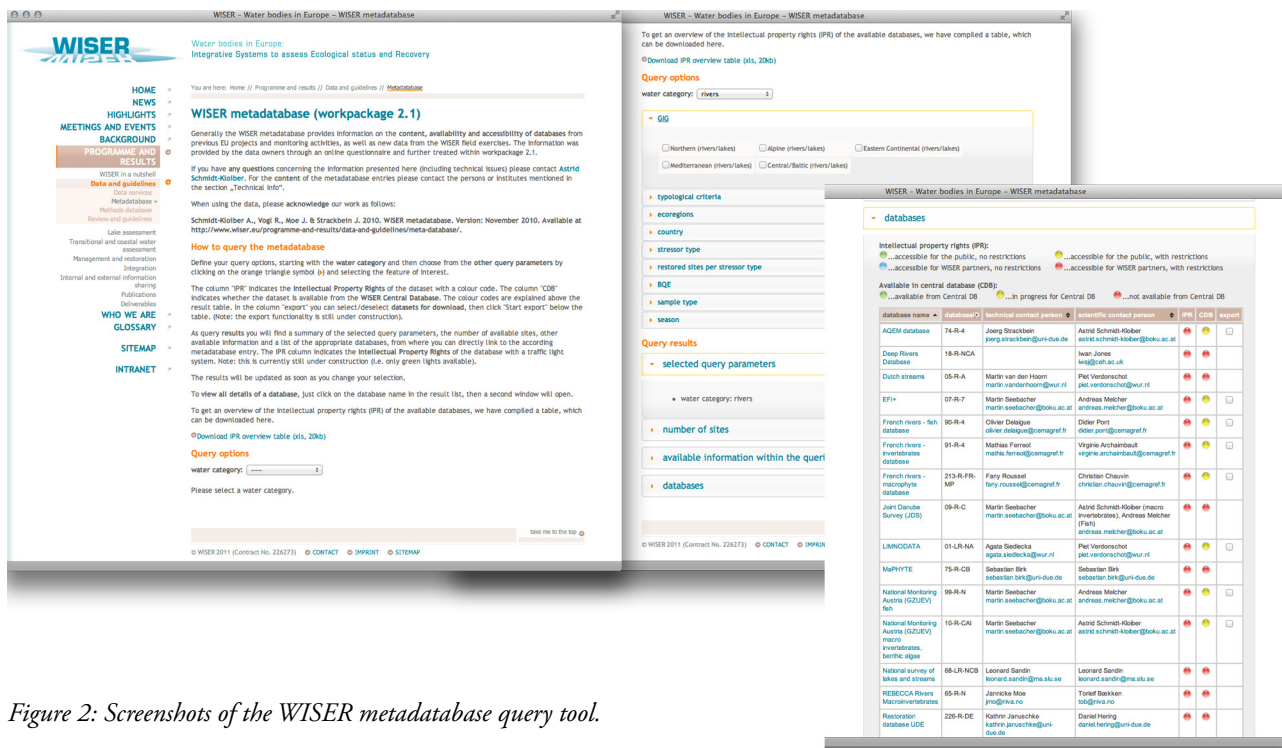 WISER – Water bodies in Europe – WISER metadatabase
WISER
Water bodies in Europe:
Integrative Systems to assess Ecological status and Recovery
HOME
NEWS
HIGHLIGHTS
MEETINGS AND EVENTS
BACKGROUND
PROGRAMME AND
RESULTS
WISER in a nutshell
Data and guidelines
Data services
Metadatabase
Methods database
Review and guidelines
Lake assessment
Transitional and coastal water
assessment
Management and restoration
Integration
Internal and external information
sharing
Publications
Deliverables
WHO WE ARE
GLOSSARY
SITEMAP
INTRANET
You are here: Home // Programme and results // Data and guidelines // Metadatabase
WISER metadatabase (workpackage 2.1)
Generally the WISER metadatabase provides information on the content, availability and accessibility of databases from
previous EU projects and monitoring activities, as well as new data from the WISER field exercises. The information was
provided by the data owners through an online questionnaire and further treated within workpackage 2.1.
If you have any questions concerning the information presented here (including technical issues) please contact Astrid
Schmidt-Kloiber. For the content of the metadatabase entries please contact the persons or institutes mentioned in
the section „Technical info“.
When using the data, please acknowledge our work as follows:
Schmidt-Kloiber A., Vogl R., Moe J. & Strackbein J. 2010. WISER metadatabase. Version: November 2010. Available at
http://www.wiser.eu/programme-and-results/data-and-guidelines/meta-database/.
How to query the metadatabase
Define your query options, starting with the water category and then choose from the other query parameters by
clicking on the orange triangle symbol () and selecting the feature of interest.
The column "IPR" indicates the Intellectual Property Rights of the dataset with a colour code. The column "CDB"
indicates whether the dataset is available from the WISER Central Database. The colour codes are explained above the
result table. In the column "export" you can select/deselect datasets for download, then click "Start export" below the
table. (Note: the export functionality is still under construction).
As query results you will find a summary of the selected query parameters, the number of available sites, other
available information and a list of the appropriate databases, from where you can directly link to the according
metadatabase entry. The IPR column indicates the Intellectual Property Rights of the database with a traffic light
system. Note: this is currently still under construction (i.e. only green lights available).
The results will be updated as soon as you change your selection.
To view all details of a database, just click on the database name in the result list, then a second window will open.
To get an overview of the intellectual property rights (IPR) of the available databases, we have compiled a table, which
can be downloaded here.
Download IPR overview table (xls, 20kb)
Query options
water category: ---
Please select a water category.
take me to the top
© WISER 2011 (Contract No. 226273) CONTACT IMPRINT SITEMAP
WISER – Water bodies in Europe – WISER metadatabase
To get an overview of the intellectual property rights (IPR) of the available databases, we have compiled a table, which
can be downloaded here.
Download IPR overview table (xls, 20kb)
Query options
water category: rivers
GIG
Northern (rivers/lakes) Alpine (rivers/lakes) Eastern Continental (rivers/lakes)
Mediterranean (rivers/lakes) Central/Baltic (rivers/lakes)
typological criteria
ecoregions
country
stressor type
restored sites per stressor type
BQE
sample type
season
Query results
selected query parameters
• water category: rivers
number of sites
available information within the queri
databases
© WISER 2011 (Contract No. 226273) CONTACT IMPRIN
WISER – Water bodies in Europe – WISER metadatabase
databases
Intellectual property rights (IPR):
...accessible for the public, no restrictions ...accessible for the public, with restrictions
...accessible for WISER partners, no restrictions ...accessible for WISER partners, with restrictions
Available in central database (CDB):
...available from Central DB ...in progress for Central DB ...not available from Central DB
database name databaseID technical contact person scientific contact person IPR CDB export
AQEM database 74-R-4 Joerg Strackbein Astrid Schmidt-Kloiber
joerg.strackbein@uni-due.de astrid.schmidt-kloiber@boku.ac.at
Deep Rivers 18-R-NCA Iwan Jones
Database iwaj@ceh.ac.uk
Dutch streams 05-R-A Martin van den Hoorn Piet Verdonschot
martin.vandenhoorn@wur.nl piet.verdonschot@wur.nl
EFI+ 07-R-7 Martin Seebacher Andreas Melcher
martin.seebacher@boku.ac.at andreas.melcher@boku.ac.at
French rivers - fish 90-R-4 Olivier Delaigue Didier Pont
database olivier.delaigue@cemagref.fr didier.pont@cemagref.fr
French rivers - 91-R-4 Mathias Ferreol Virginie Archaimbault
invertebrates mathis.ferreol@cemagref.fr virginie.archaimbault@cemagref.fr
database
French rivers - 213-R-FR- Fany Roussel Christian Chauvin
macrophyte MP fany.roussel@cemagref.fr christian.chauvin@cemagref.fr
database
Joint Danube 09-R-C Martin Seebacher Astrid Schmidt-Kloiber (macro
Survey (JDS) martin.seebacher@boku.ac.at invertebrates), Andreas Melcher
(Fish)
andreas.melcher@boku.ac.at
LIMNODATA 01-LR-NA Agata Siedlecka Piet Verdonschot
agata.siedlecka@wur.nl piet.verdonschot@wur.nl
MaPHYTE 75-R-CB Sebastian Birk Sebastian Birk
sebastian.birk@uni-due.de sebastian.birk@uni-due.de
National Monitoring 99-R-N Martin Seebacher Andreas Melcher
Austria (GZUEV) martin.seebacher@boku.ac.at andreas.melcher@boku.ac.at
fish
National Monitoring 10-R-CAI Martin Seebacher Astrid Schmidt-Kloiber
Austria (GZUEV) martin.seebacher@boku.ac.at astrid.schmidt-kloiber@boku.ac.at
macro
invertebrates,
benthic algae
National survey of 68-LR-NCB Leonard Sandin Leonard Sandin
lakes and streams leonard.sandin@ma.slu.se leonard.sandin@ma.slu.se
REBECCA Rivers 65-R-N Jannicke Moe Torleif Bækken
Macroinvertebrates jmo@niva.no tob@niva.no
Restoration 226-R-DE Kathrin Januschke Daniel Hering
database UDE kathrin.januschke@uni- daniel.hering@uni-due.de
due.de
Figure 2: Screenshots of the WISER metadatabase query tool.